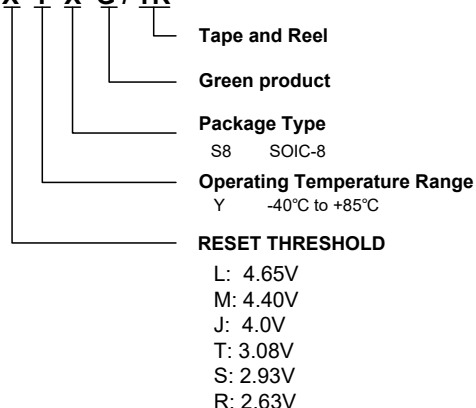 X Y X G / TR
Tape and Reel
Green product
Package Type
S8 SOIC-8
Operating Temperature Range
Y -40℃ to +85℃
RESET THRESHOLD
L: 4.65V
M: 4.40V
J: 4.0V
T: 3.08V
S: 2.93V
R: 2.63V